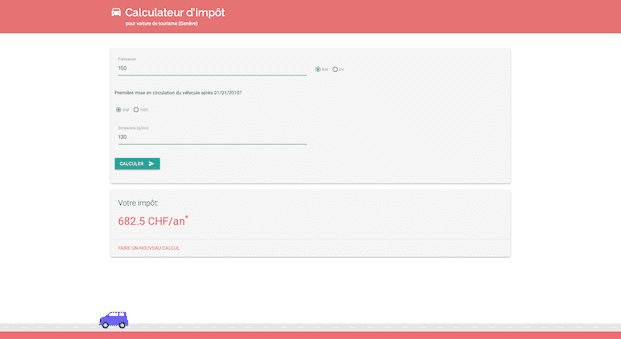 Calculateur d'impôt
pour voiture de tourisme (Genève)
Puissance
150
kw
cv
Première mise en circulation du véhicule après 01/01/2010?
oui
non
Émissions (g/km)
130
CALCULER
Votre impôt:
682.5 CHF/an*
FAIRE UN NOUVEAU CALCUL